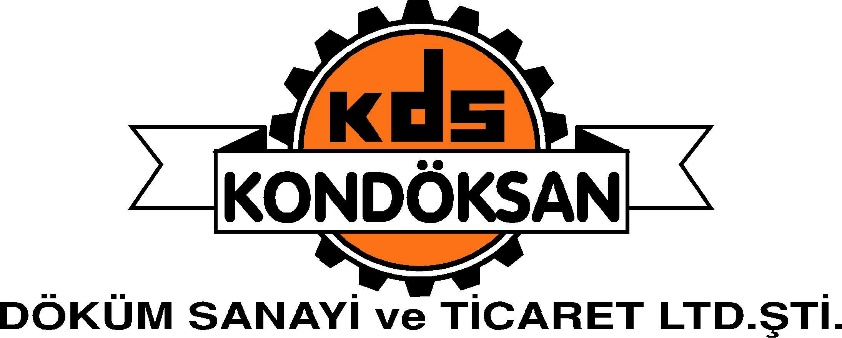 kds
KONDÖKSAN
DÖKÜM SANAYİ ve TİCARET LTD.ŞTİ.